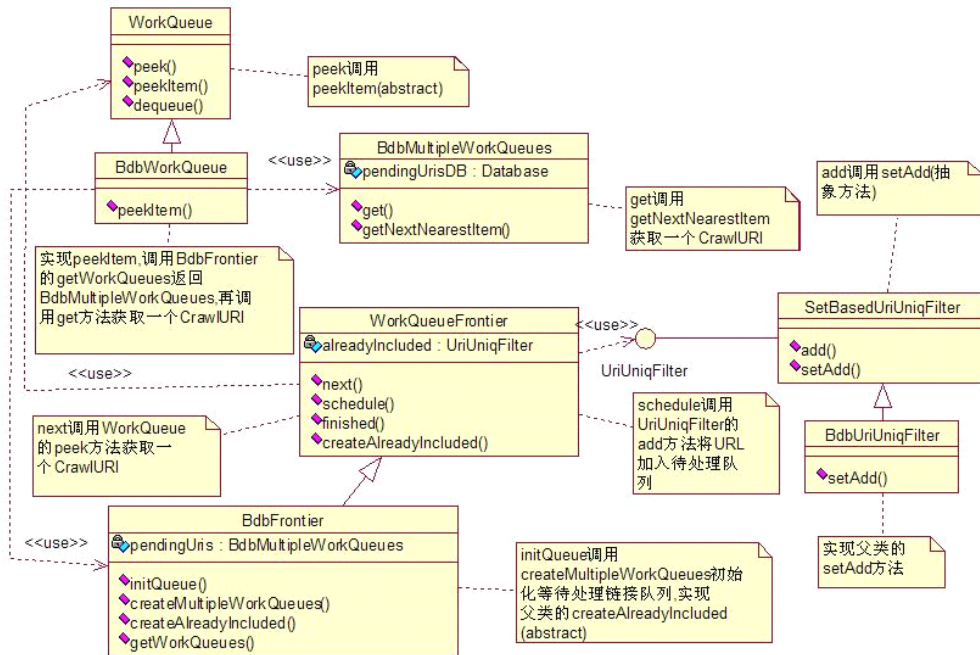 WorkQueue
peek()
peekItem()
dequeue()
peek调用
peekItem(abstract)
BdbWorkQueue
peekItem()
<<use>>
BdbMultipleWorkQueues
pendingUrisDB : Database
get()
getNextNearestItem()
get调用
getNextNearestItem
获取一个CrawlURI
add调用setAdd(抽
象方法)
实现peekItem,调用BdbFrontier
的getWorkQueues返回
BdbMultipleWorkQueues,再调
用get方法获取一个CrawlURI
WorkQueueFrontier
alreadyIncluded : UriUniqFilter
next()
schedule()
finished()
createAlreadyIncluded()
<<use>>
UriUniqFilter
SetBasedUriUniqFilter
add()
setAdd()
<<use>>
next调用WorkQueue
的peek方法获取一
个CrawlURI
schedule调用
UriUniqFilter的
add方法将URL
加入待处理队
列
BdbUriUniqFilter
setAdd()
<<use>>
BdbFrontier
pendingUris : BdbMultipleWorkQueues
initQueue()
createMultipleWorkQueues()
createAlreadyIncluded()
getWorkQueues()
initQueue调用
createMultipleWorkQueues初始
化等待处理链接队列,实现
父类的createAlreadyIncluded
(abstract)
实现父类的
setAdd方法